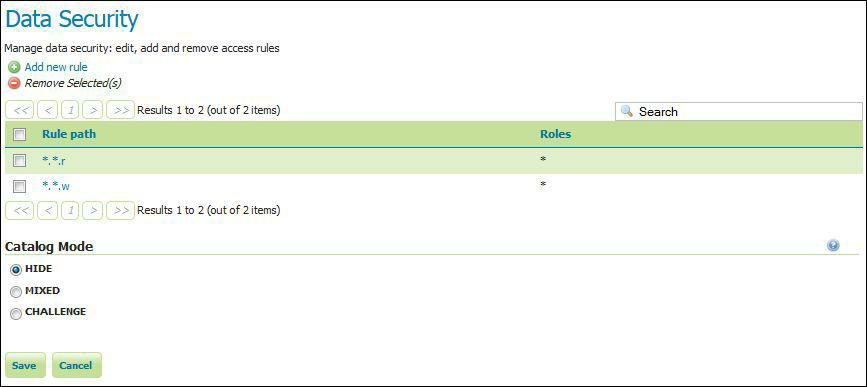 Data Security
Manage data security: edit, add and remove access rules
Add new rule
Remove Selected(s)
<< < 1 > >> Results 1 to 2 (out of 2 items) Search
Rule path Roles
*.*.r *
*.*.w *
<< < 1 > >> Results 1 to 2 (out of 2 items)
Catalog Mode ?
HIDE
MIXED
CHALLENGE
Save Cancel